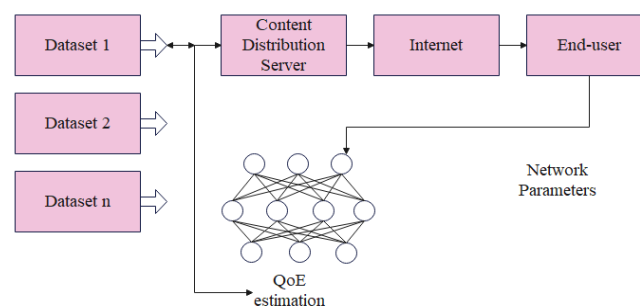 Dataset 1
Content
Distribution
Server
Internet
End-user
Dataset 2
Dataset n
Network
Parameters
QoE
estimation